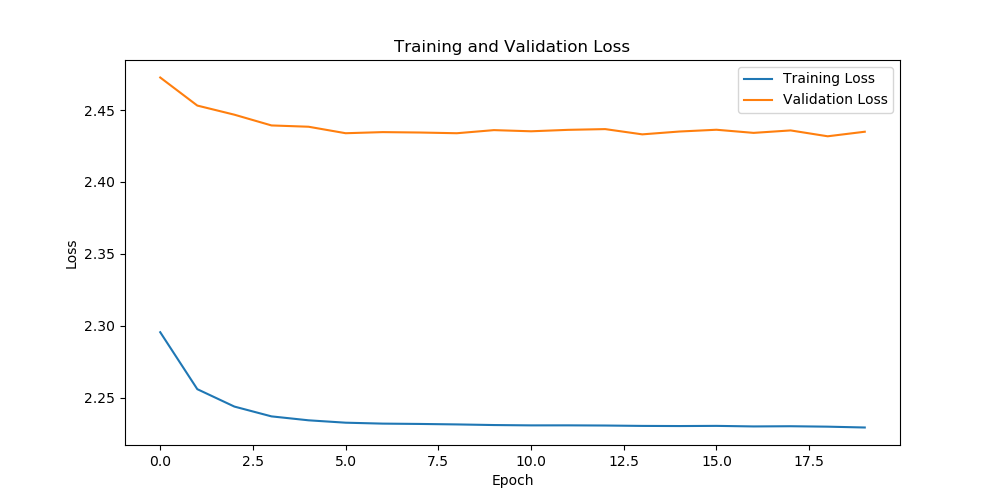 Training and Validation Loss
Training Loss
Validation Loss
2.45
2.40
2.35
2.30
2.25
Loss
0.0 2.5 5.0 7.5 10.0 12.5 15.0 17.5
Epoch